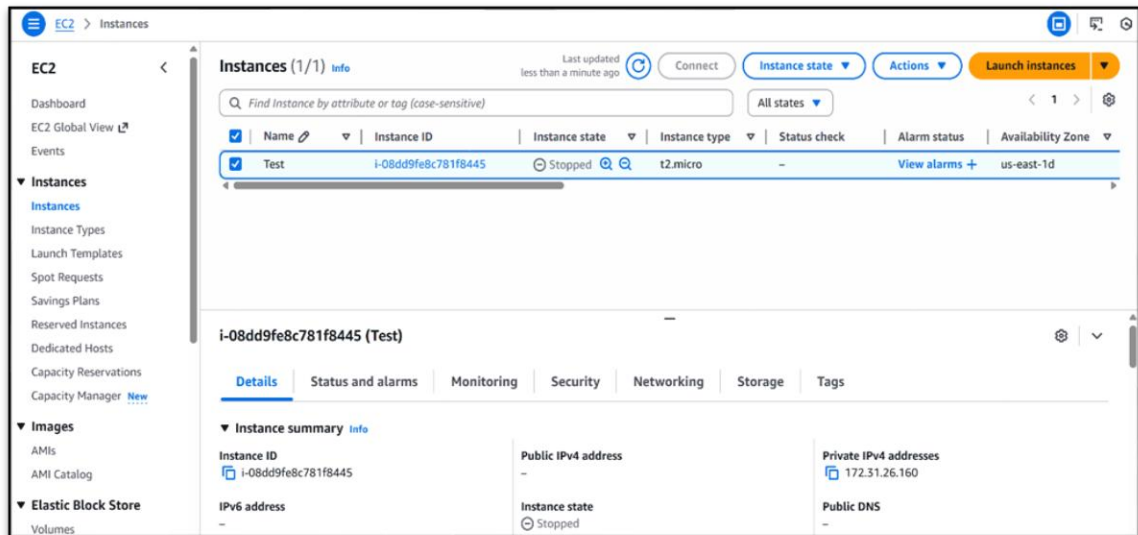 EC2 > Instances
EC2
Dashboard
EC2 Global View
Events
Instances
Instances
Instance Types
Launch Templates
Spot Requests
Savings Plans
Reserved Instances
Dedicated Hosts
Capacity Reservations
Capacity Manager New
Images
AMIs
AMI Catalog
Elastic Block Store
Volumes
Instances (1/1) Info
Last updated
less than a minute ago
Connect
Instance state
Actions
Launch instances
Find Instance by attribute or tag (case-sensitive)
All states
1
Name Instance ID Instance state Instance type Status check Alarm status Availability Zone
Test i-08dd9fe8c781f8445 Stopped t2.micro – View alarms + us-east-1d
i-08dd9fe8c781f8445 (Test)
Details Status and alarms Monitoring Security Networking Storage Tags
Instance summary Info
Instance ID
i-08dd9fe8c781f8445
Public IPv4 address
–
Private IPv4 addresses
172.31.26.160
IPv6 address
–
Instance state
Stopped
Public DNS
–